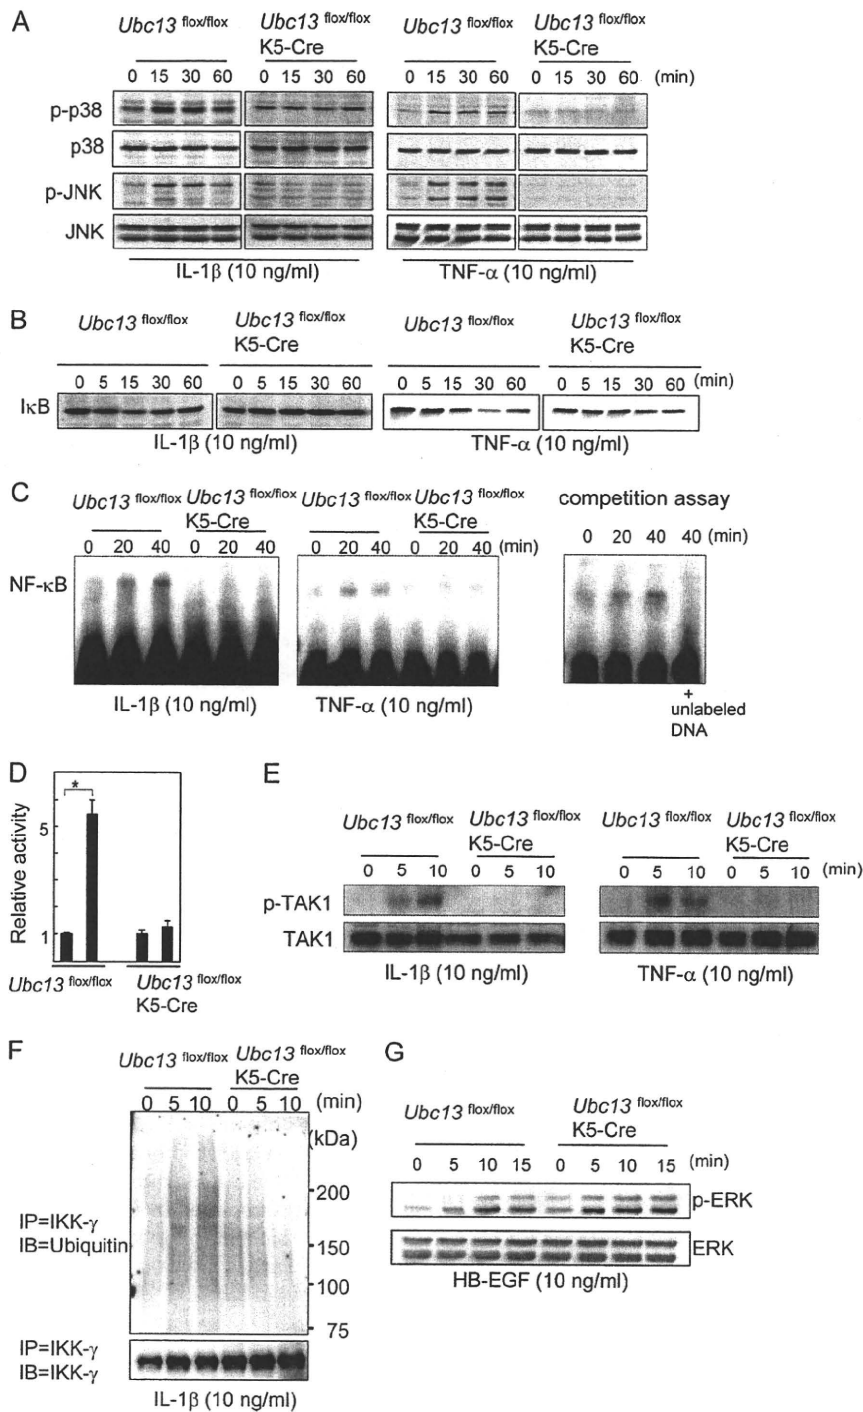 A
Ubc13 flox/flox
Ubc13 flox/flox
K5-Cre
Ubc13 flox/flox
Ubc13 flox/flox
K5-Cre
0 15 30 60 0 15 30 60 0 15 30 60 0 15 30 60 (min)
p-p38
p38
p-JNK
JNK
IL-1β (10 ng/ml)
TNF-α (10 ng/ml)
B
Ubc13 flox/flox
Ubc13 flox/flox
K5-Cre
Ubc13 flox/flox
Ubc13 flox/flox
K5-Cre
0 5 15 30 60 0 5 15 30 60 0 5 15 30 60 0 5 15 30 60 (min)
IκB
IL-1β (10 ng/ml)
TNF-α (10 ng/ml)
C
Ubc13 flox/flox
Ubc13 flox/flox
K5-Cre
Ubc13 flox/flox
Ubc13 flox/flox
K5-Cre
competition assay
0 20 40 0 20 40 0 20 40 0 20 40 (min)
0 20 40 40 (min)
NF-κB
IL-1β (10 ng/ml)
TNF-α (10 ng/ml)
+
unlabeled
DNA
D
*
5
1
Relative activity
Ubc13 flox/flox
Ubc13 flox/flox
K5-Cre
E
Ubc13 flox/flox
Ubc13 flox/flox
K5-Cre
Ubc13 flox/flox
Ubc13 flox/flox
K5-Cre
0 5 10 0 5 10 0 5 10 0 5 10 (min)
p-TAK1
TAK1
IL-1β (10 ng/ml)
TNF-α (10 ng/ml)
F
Ubc13 flox/flox
Ubc13 flox/flox
K5-Cre
0 5 10 0 5 10 (min)
(kDa)
200
150
100
75
IP=IKK-γ
IB=Ubiquitin
IP=IKK-γ
IB=IKK-γ
IL-1β (10 ng/ml)
G
Ubc13 flox/flox
Ubc13 flox/flox
K5-Cre
0 5 10 15 0 5 10 15 (min)
p-ERK
ERK
HB-EGF (10 ng/ml)